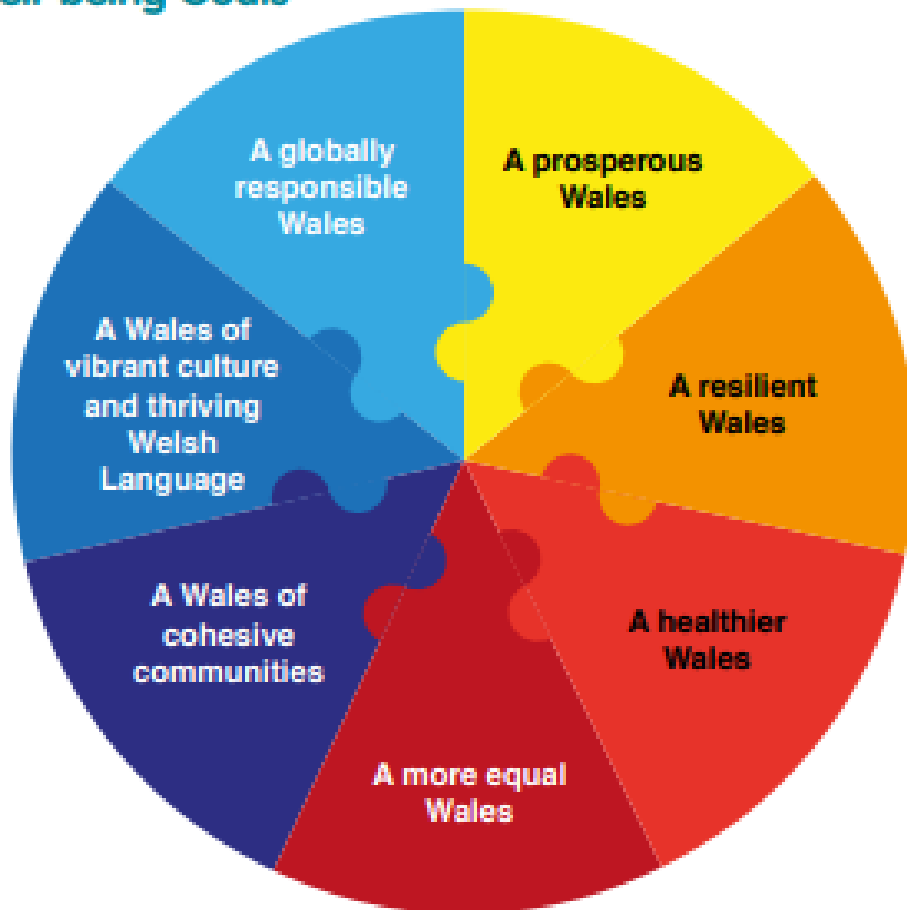 A globally
responsible
Wales
A prosperous
Wales
A resilient
Wales
A healthier
Wales
A more equal
Wales
A Wales of
cohesive
communities
A Wales of
vibrant culture
and thriving
Welsh
Language